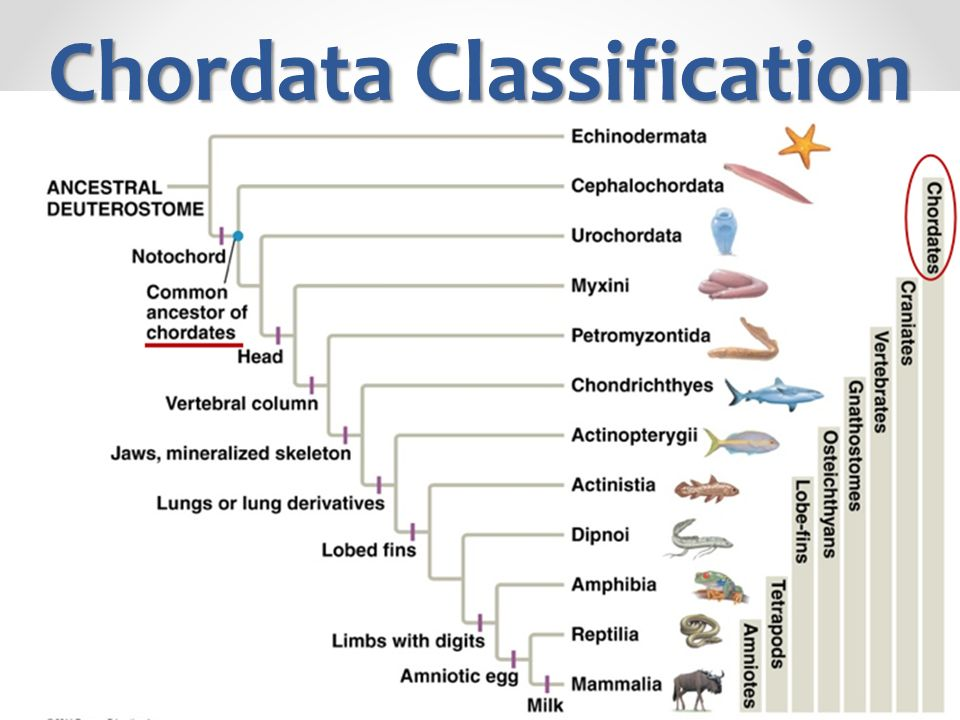 Chordata Classification
Echinodermata
ANCESTRAL
DEUTEROSTOME
Cephalochordata
Notochord
Urochordata
Common
ancestor of
chordates
Myxini
Head
Petromyzontida
Vertebral column
Chondrichthyes
Jaws, mineralized skeleton
Actinopterygii
Lungs or lung derivatives
Actinistia
Lobed fins
Dipnoi
Amphibia
Limbs with digits
Reptilia
Amniotic egg
Mammalia
Milk
Amniotes
Tetrapods
Lobe-fins
Osteichthyans
Gnathostomes
Vertebrates
Craniates
Chordates